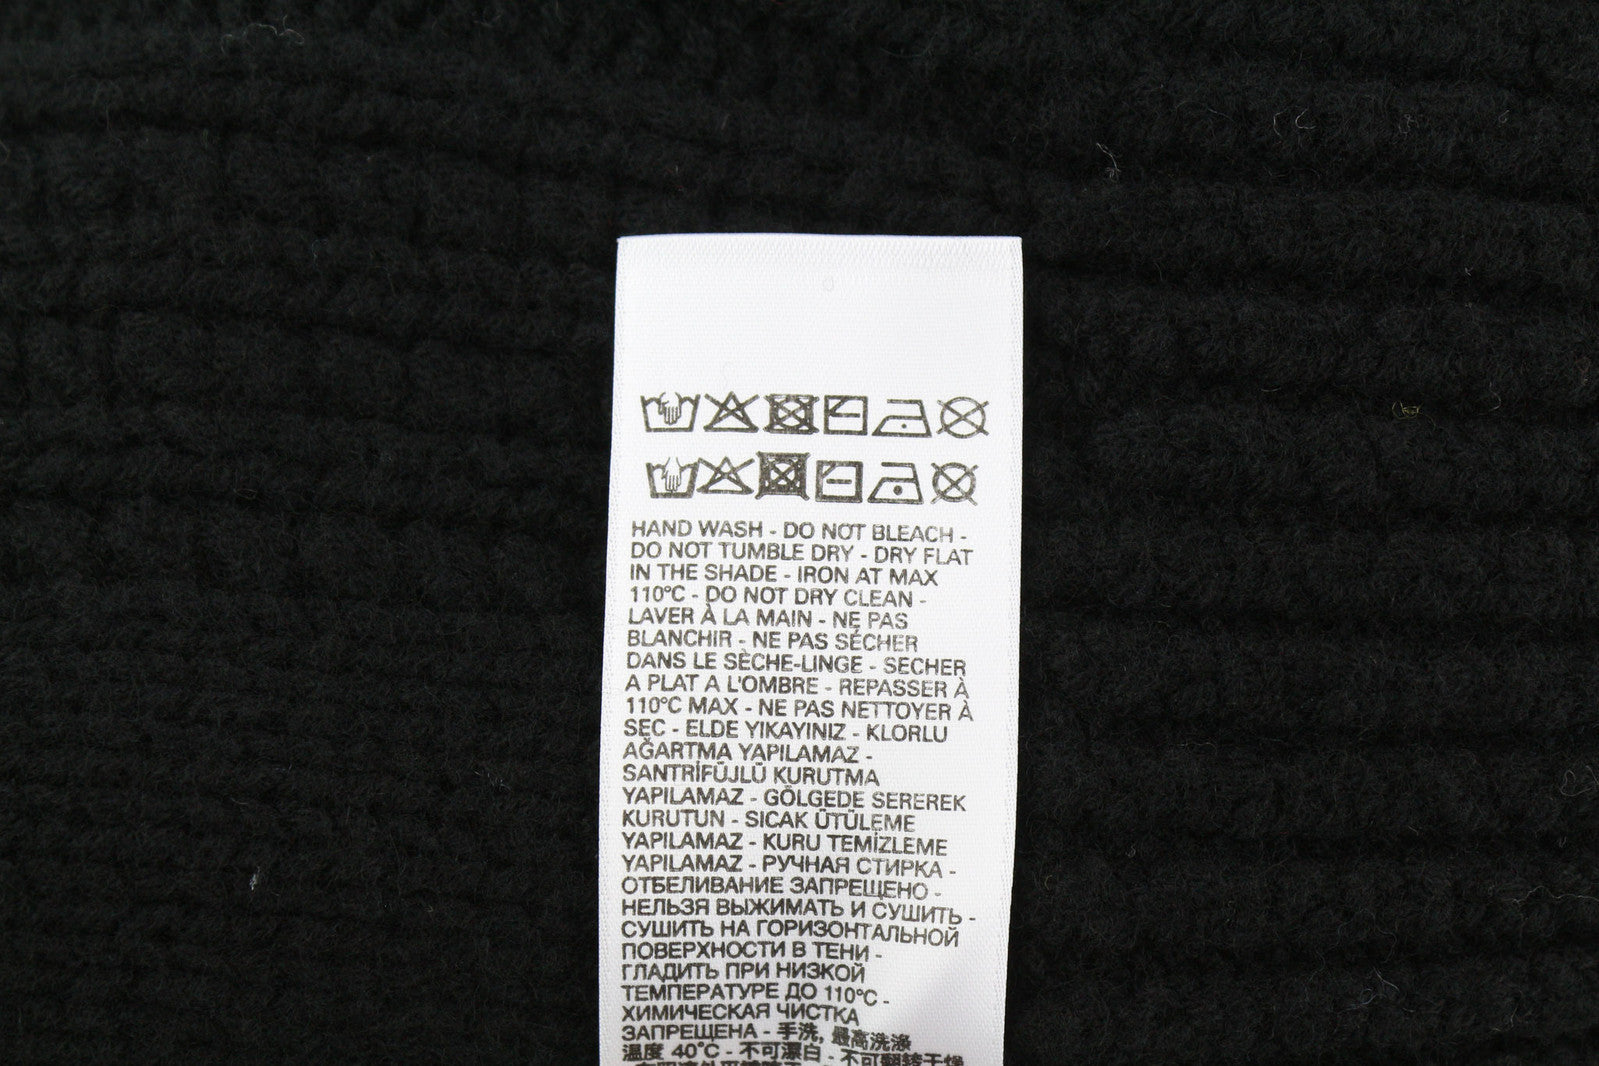 HAND WASH - DO NOT BLEACH -
DO NOT TUMBLE DRY - DRY FLAT
IN THE SHADE - IRON AT MAX
110°C - DO NOT DRY CLEAN -
LAVER À LA MAIN - NE PAS
BLANCHIR - NE PAS SÉCHER
DANS LE SÈCHE-LINGE - SECHER
A PLAT A L'OMBRE - REPASSER À
110°C MAX - NE PAS NETTOYER À
SEC - ELDE YIKAYINIZ - KLORLU
AĞARTMA YAPILAMAZ -
SANTRİFÜJLÜ KURUTMA
YAPILAMAZ - GÖLGEDE SEREREK
KURUTUN - SICAK ÜTÜLEME
YAPILAMAZ - KURU TEMİZLEME
YAPILAMAZ - РУЧНАЯ СТИРКА -
ОТБЕЛИВАНИЕ ЗАПРЕЩЕНО -
НЕЛЬЗЯ ВЫЖИМАТЬ И СУШИТЬ -
СУШИТЬ НА ГОРИЗОНТАЛЬНОЙ
ПОВЕРХНОСТИ В ТЕНИ -
ГЛАДИТЬ ПРИ НИЗКОЙ
ТЕМПЕРАТУРЕ ДО 110°C -
ХИМИЧЕСКАЯ ЧИСТКА
ЗАПРЕЩЕНА - 手洗, 最高洗涤
温度 40°C - 不可漂白 - 不可翻转干燥